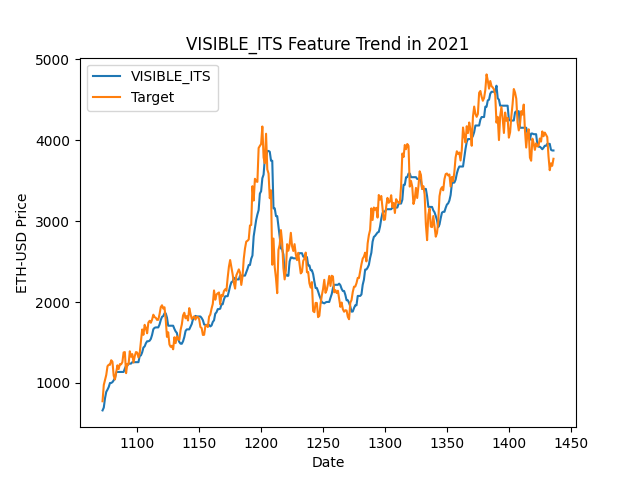 VISIBLE_ITS Feature Trend in 2021
VISIBLE_ITS
Target
5000
4000
3000
2000
1000
ETH-USD Price
1100
1150
1200
1250
1300
1350
1400
1450
Date